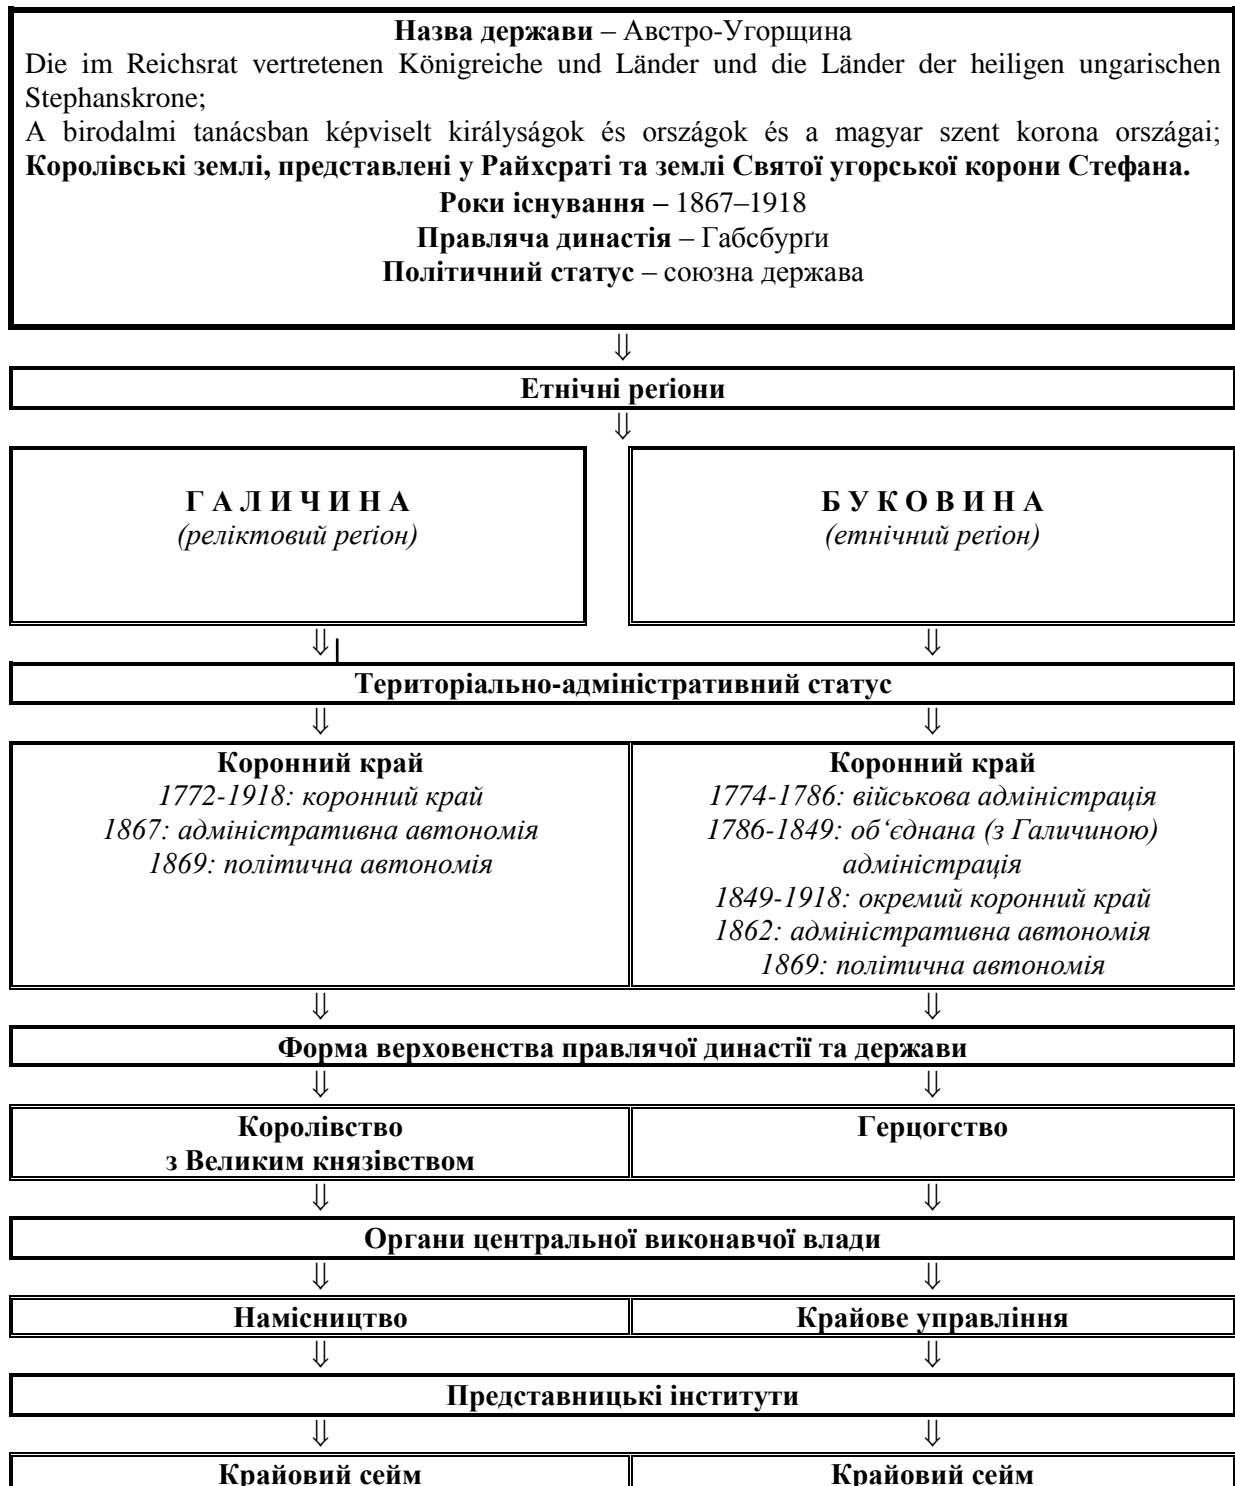 Назва держави – Австро-Угорщина
Die im Reichsrat vertretenen Königreiche und Länder und die Länder der heiligen ungarischen
Stephanskrone;
A birodalmi tanácsban képviselt királyságok és országok és a magyar szent korona országai;
Королівські землі, представлені у Райхсраті та землі Святої угорської корони Стефана.
Роки існування – 1867–1918
Правляча династія – Габсбурґи
Політичний статус – союзна держава
⇓
Етнічні реґіони
⇓
Г А Л И Ч И Н А
(реліктовий реґіон)
Б У К О В И Н А
(етнічний реґіон)
⇓ ⇓
Територіально-адміністративний статус
⇓ ⇓
Коронний край
1772-1918: коронний край
1867: адміністративна автономія
1869: політична автономія
Коронний край
1774-1786: військова адміністрація
1786-1849: об‘єднана (з Галичиною)
адміністрація
1849-1918: окремий коронний край
1862: адміністративна автономія
1869: політична автономія
⇓ ⇓
Форма верховенства правлячої династії та держави
⇓ ⇓
Королівство
з Великим князівством
Герцогство
⇓ ⇓
Органи центральної виконавчої влади
⇓ ⇓
Намісництво
Крайове управління
⇓ ⇓
Представницькі інститути
⇓ ⇓
Крайовий сейм
Крайовий сейм